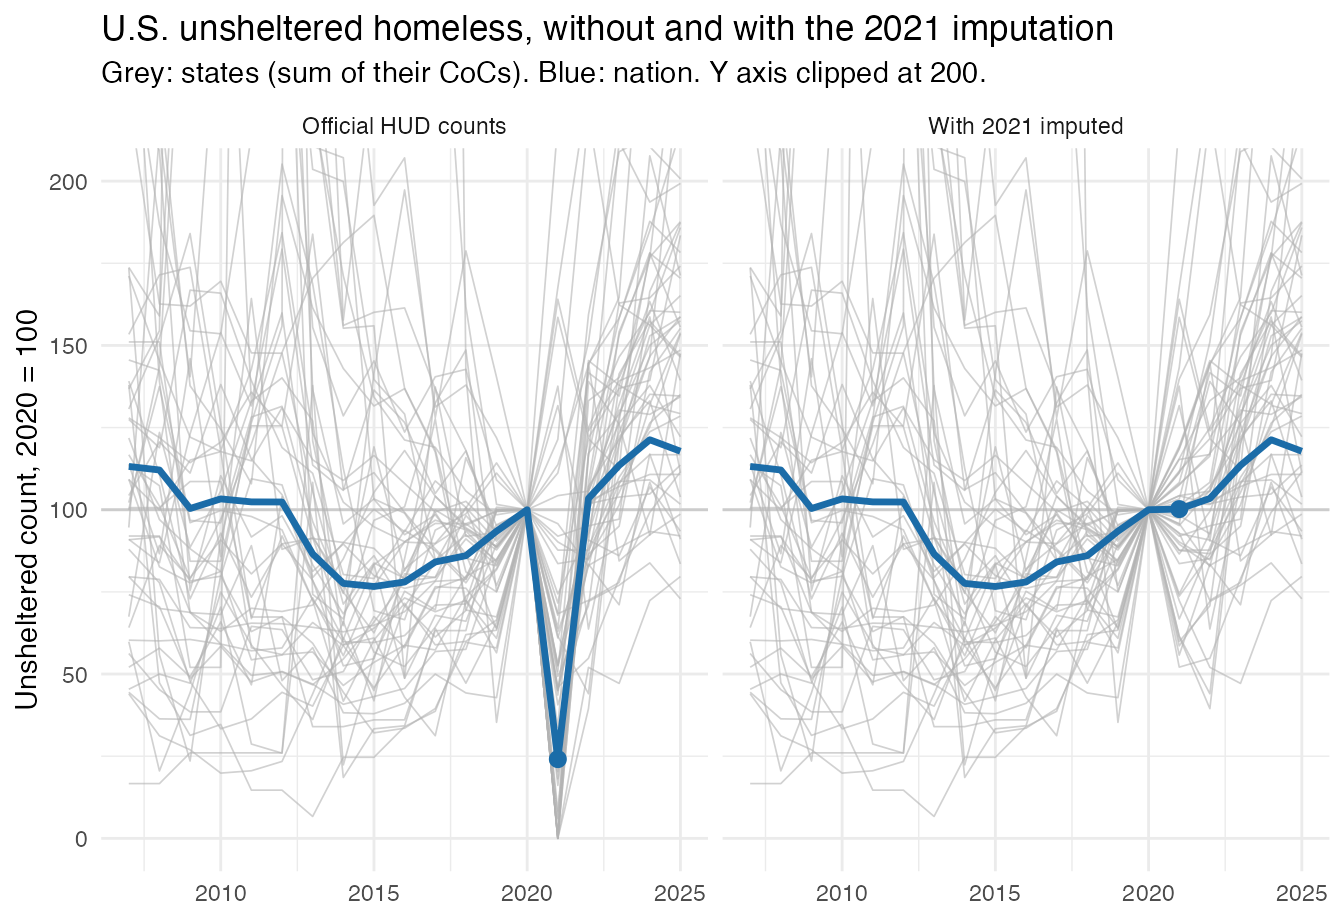 U.S. unsheltered homeless, without and with the 2021 imputation
Grey: states (sum of their CoCs). Blue: nation. Y axis clipped at 200.
Official HUD counts
With 2021 imputed
Unsheltered count, 2020 = 100
200
150
100
50
0
2010
2015
2020
2025
2010
2015
2020
2025